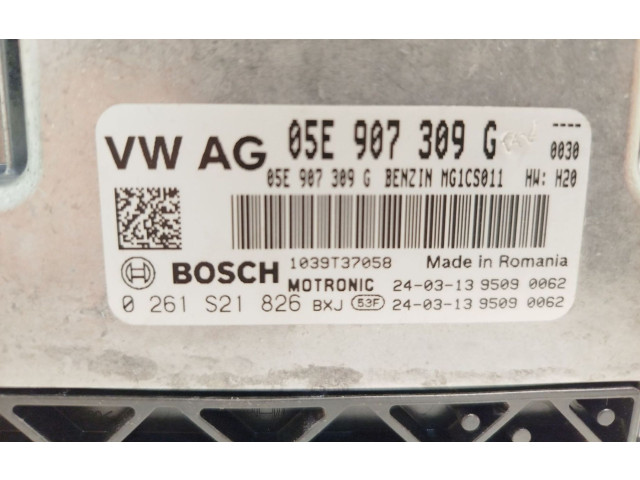 VW AG 05E 907 309 G ----
0030
05E 907 309 G BENZIN MG1CS011 HW: H20
BOSCH 1039T37058 Made in Romania
MOTRONIC 24-03-13 9509 0062
0 261 S21 826 BXJ 53F 24-03-13 9509 0062